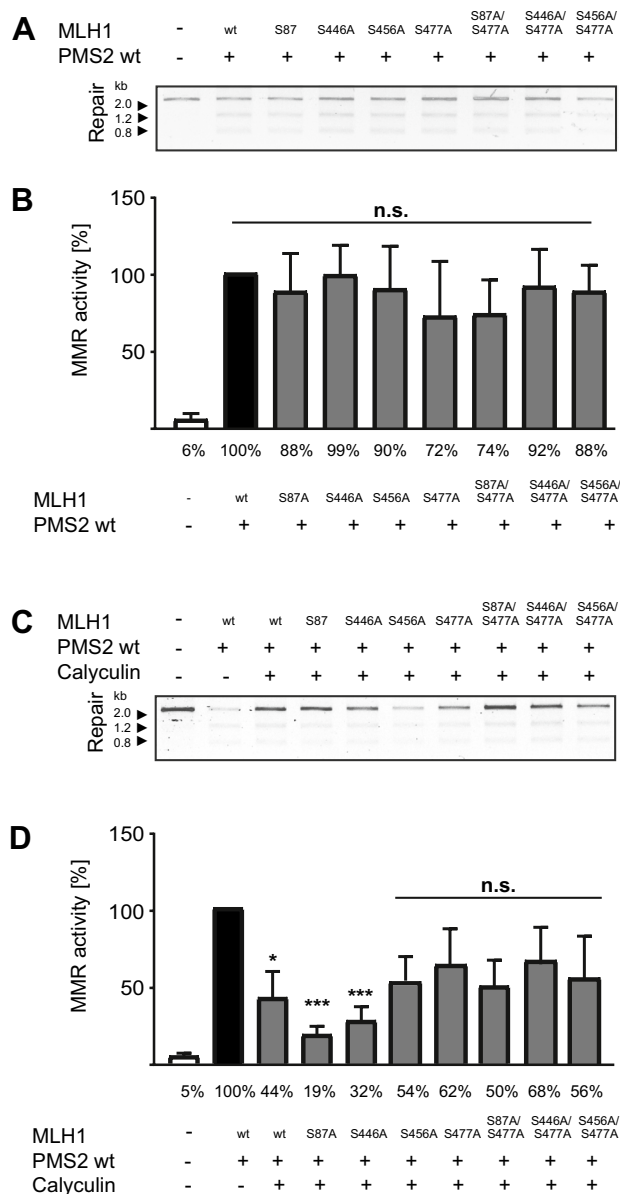 A
MLH1 - wt S87 S446A S456A S477A S87A/ S477A S446A/ S477A S456A/ S477A
PMS2 wt - + + + + + + + +
Repair
kb
2.0
1.2
0.8
B
MMR activity [%]
150
100
50
n.s.
6% 100% 88% 99% 90% 72% 74% 92% 88%
MLH1 - wt S87A S446A S456A S477A S87A/ S477A S446A/ S477A S456A/ S477A
PMS2 wt - + + + + + + + +
C
MLH1 - wt wt S87 S446A S456A S477A S87A/ S477A S446A/ S477A S456A/ S477A
PMS2 wt - + + + + + + + + +
Calyculin - - + + + + + + + +
Repair
kb
2.0
1.2
0.8
D
MMR activity [%]
150
100
50
* *** *** n.s.
5% 100% 44% 19% 32% 54% 62% 50% 68% 56%
MLH1 - wt wt S87A S446A S456A S477A S87A/ S477A S446A/ S477A S456A/ S477A
PMS2 wt - + + + + + + + + +
Calyculin - - + + + + + + + +